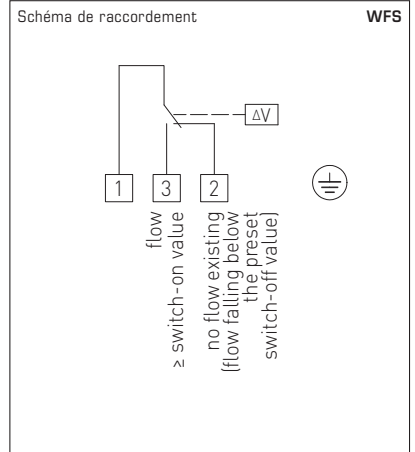 Schéma de raccordement WFS
ΔV
1 3 2
flow
≥ switch-on value
no flow existing
(flow falling below
the preset
switch-off value)